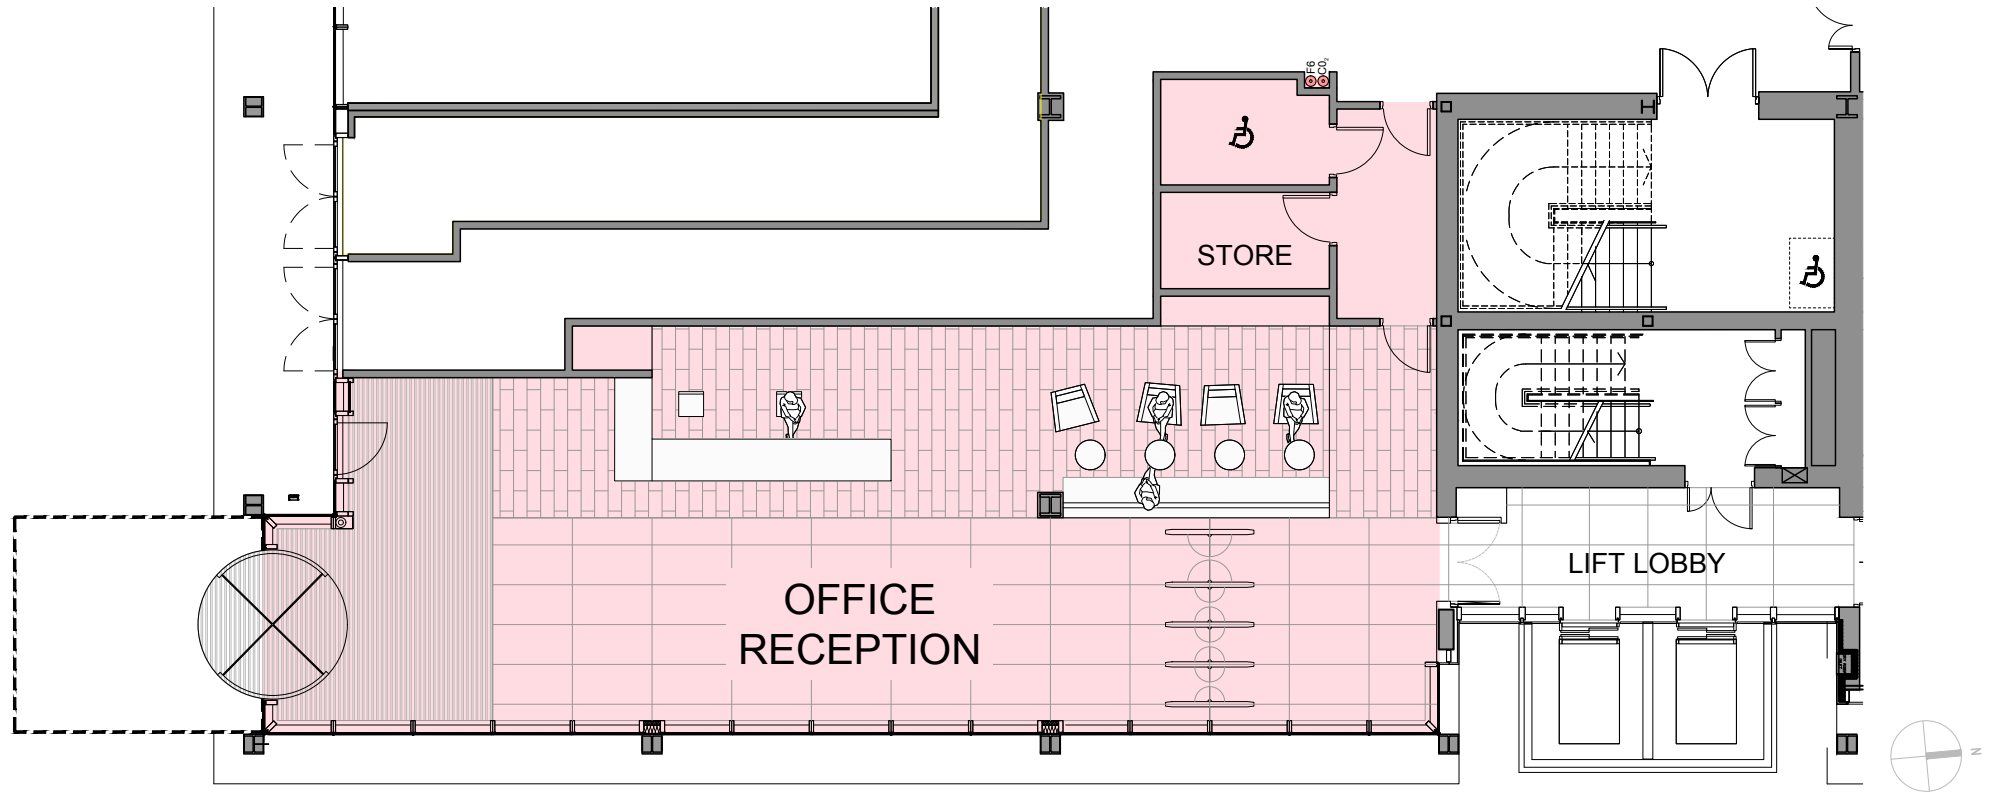 F6
CO₂
STORE
OFFICE
RECEPTION
LIFT LOBBY
N